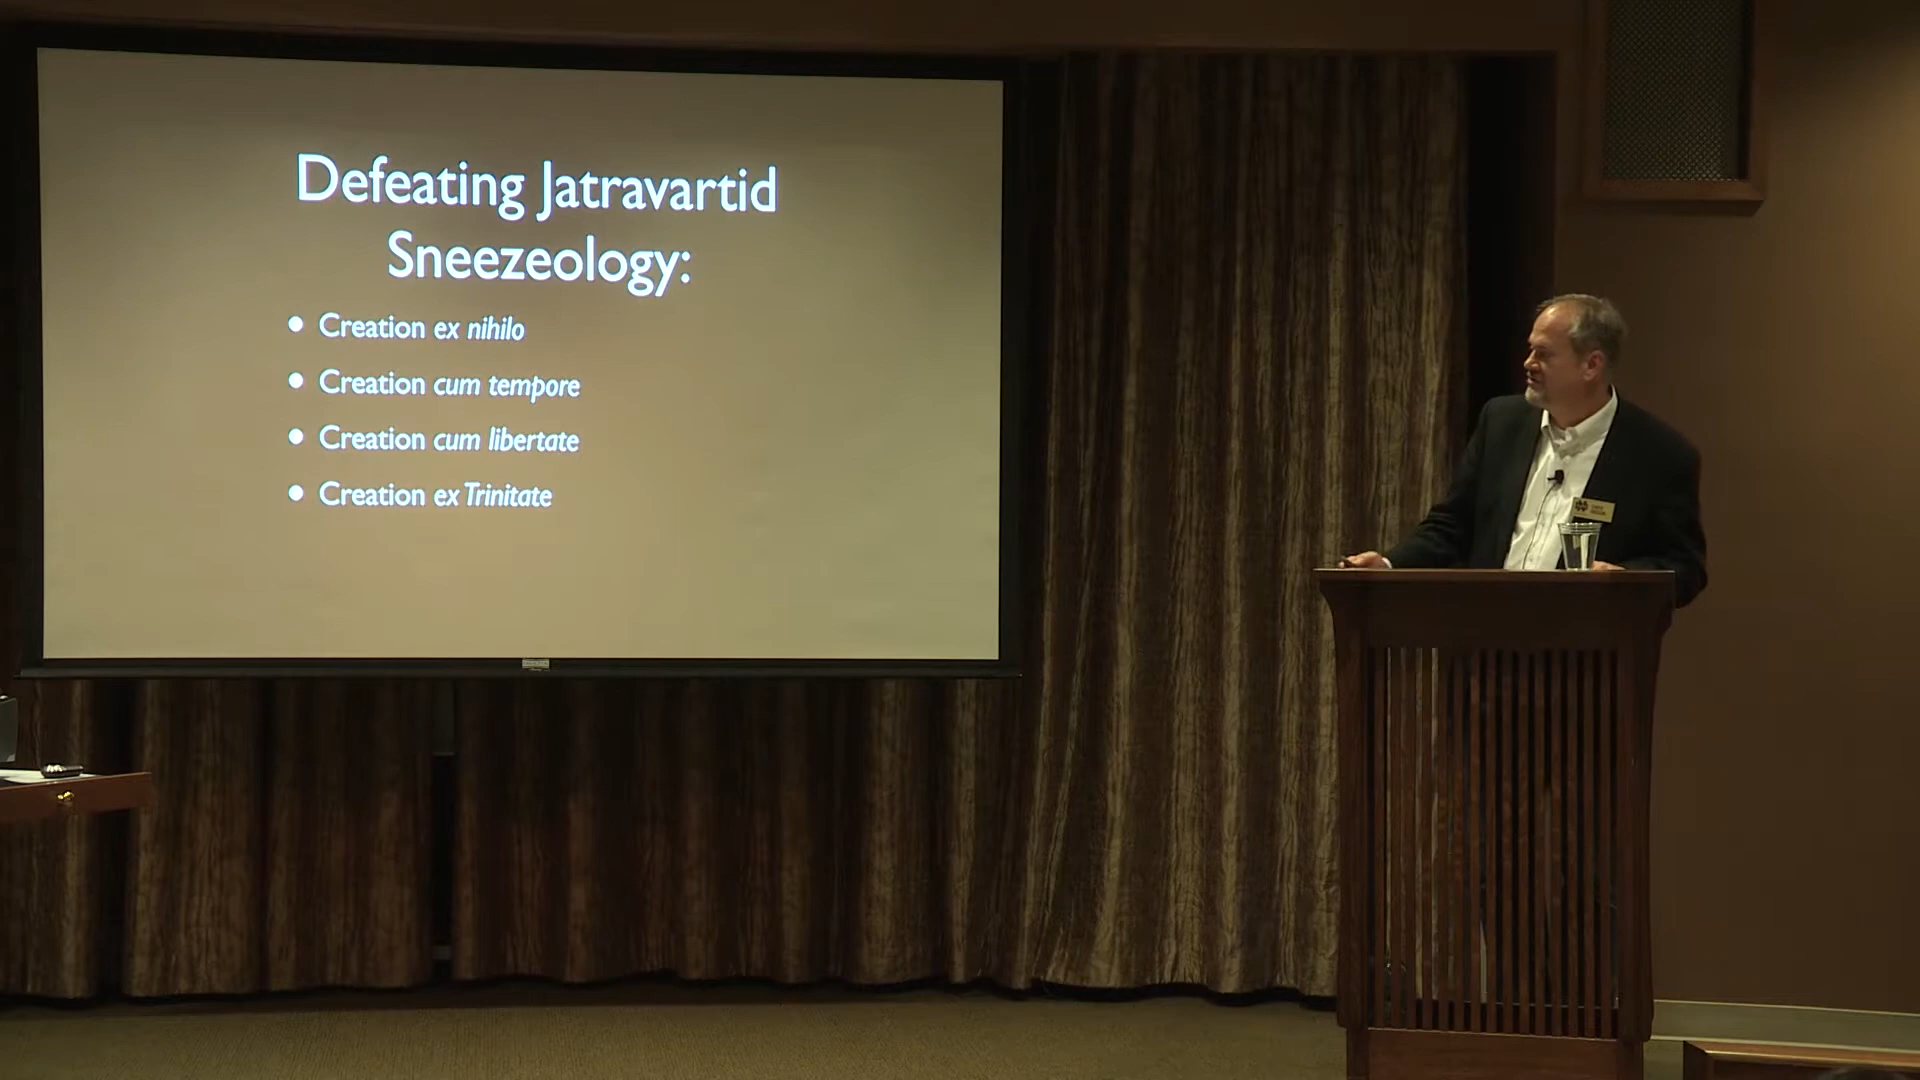 Defeating Jatravartid
Sneezeology:
• Creation ex nihilo
• Creation cum tempore
• Creation cum libertate
• Creation ex Trinitate